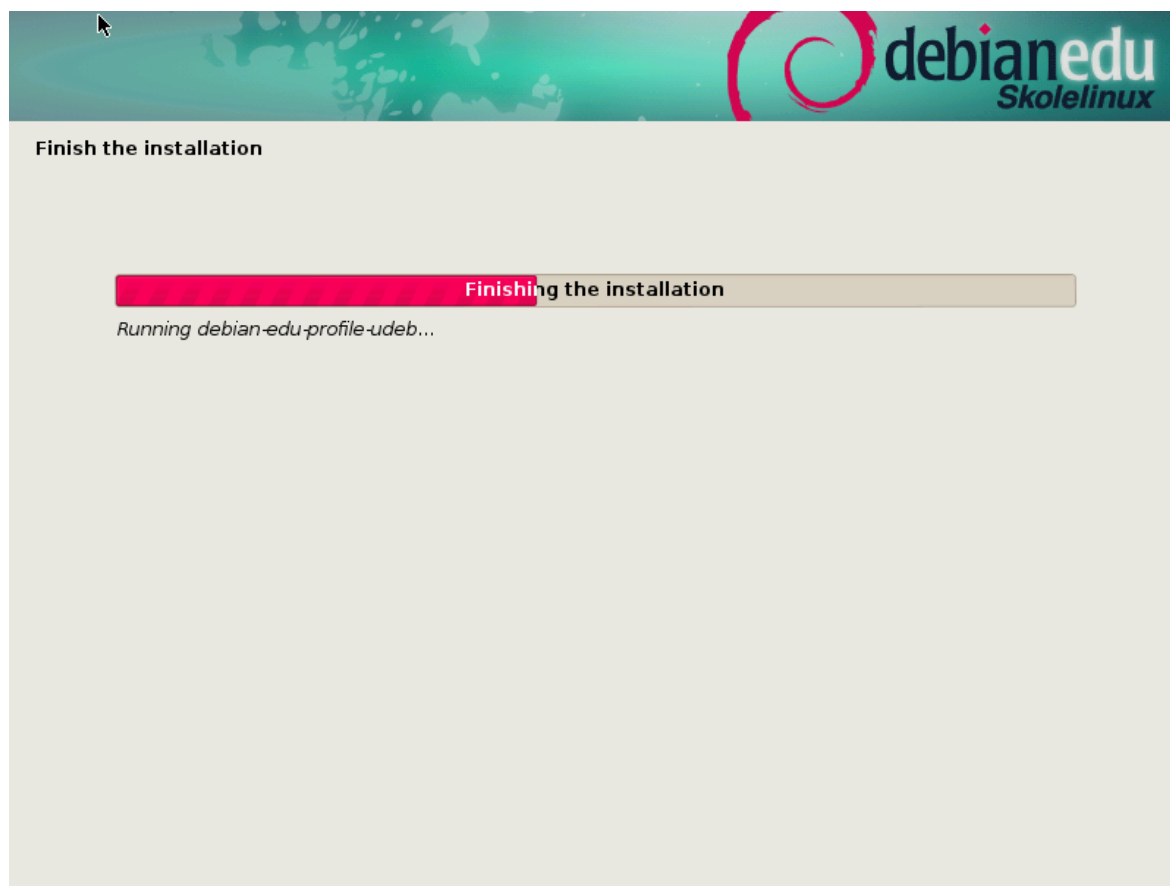 debianedu
Skolelinux
Finish the installation
Finishing the installation
Running debian-edu-profile-udeb...